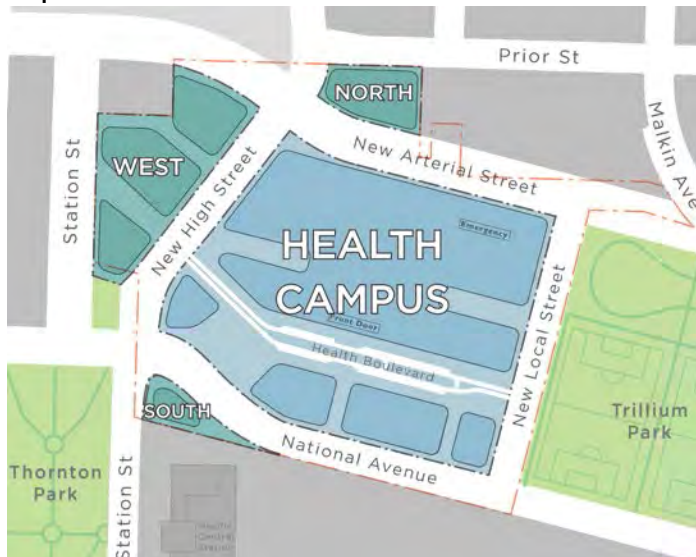 Prior St
NORTH
Malkin Ave
New Arterial Street
WEST
Station St
New High Street
Emergency
HEALTH
CAMPUS
Front Door
Health Boulevard
New Local Street
SOUTH
National Avenue
Trillium
Park
Thornton
Park
Station St